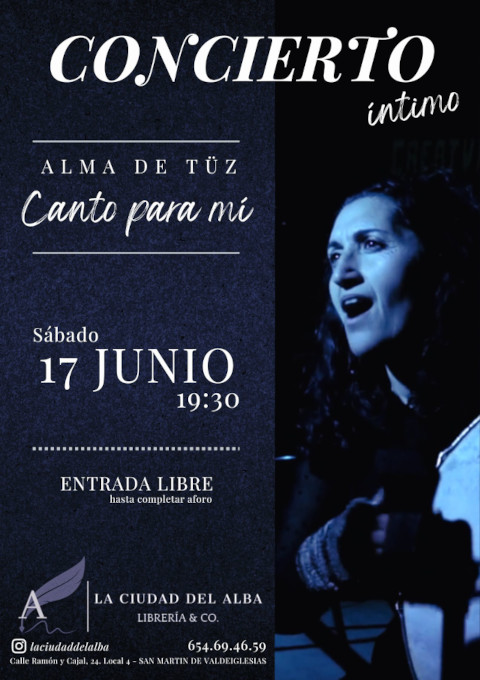 CONCIERTO
íntimo
ALMA DE TÜZ
Canto para mí
Sábado
17 JUNIO
19:30
ENTRADA LIBRE
hasta completar aforo
A
LA CIUDAD DEL ALBA
LIBRERÍA & CO.
laciudaddelalba
654.69.46.59
Calle Ramón y Cajal, 24. Local 4 - SAN MARTIN DE VALDEIGLESIAS